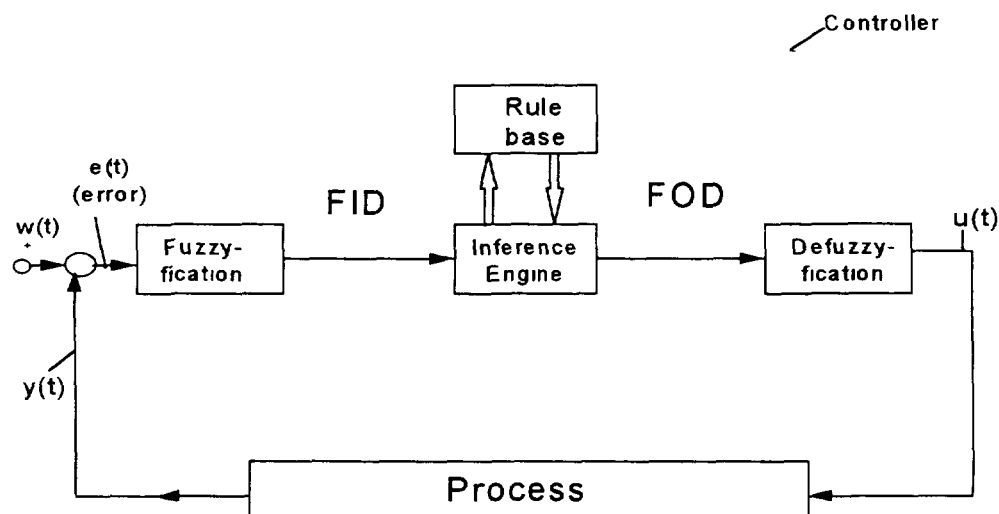 Controller
Rule
base
e(t)
(error)
FID
FOD
w(t)
+
u(t)
Fuzzy-
fication
Inference
Engine
Defuzzy-
fication
y(t)
Process